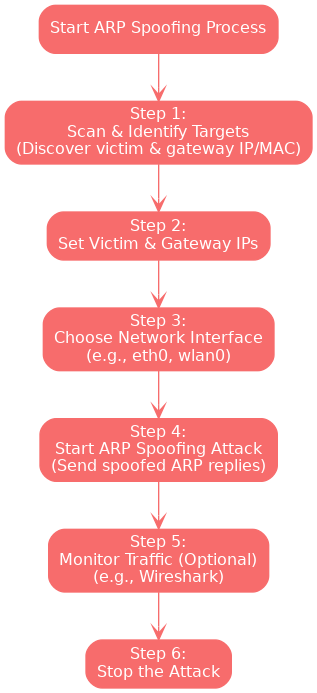 Start ARP Spoofing Process
Step 1:
Scan & Identify Targets
(Discover victim & gateway IP/MAC)
Step 2:
Set Victim & Gateway IPs
Step 3:
Choose Network Interface
(e.g., eth0, wlan0)
Step 4:
Start ARP Spoofing Attack
(Send spoofed ARP replies)
Step 5:
Monitor Traffic (Optional)
(e.g., Wireshark)
Step 6:
Stop the Attack